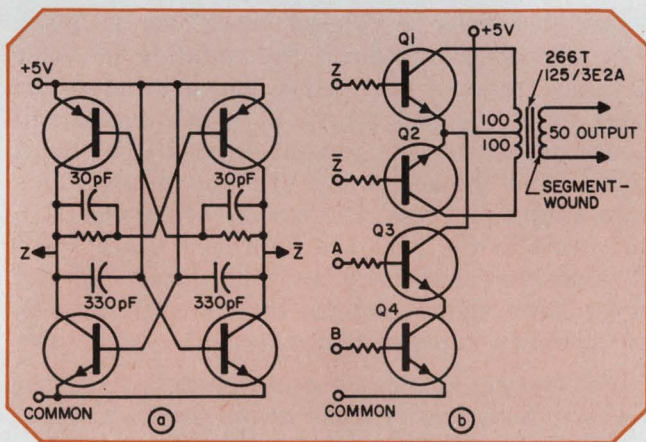 +5V
30pF
30pF
Z
Z̅
330pF
330pF
COMMON
a
Q1
+5V
Z
266T
125/3E2A
100
100
50 OUTPUT
Q2
Z̅
SEGMENT-
WOUND
Q3
A
Q4
B
COMMON
b